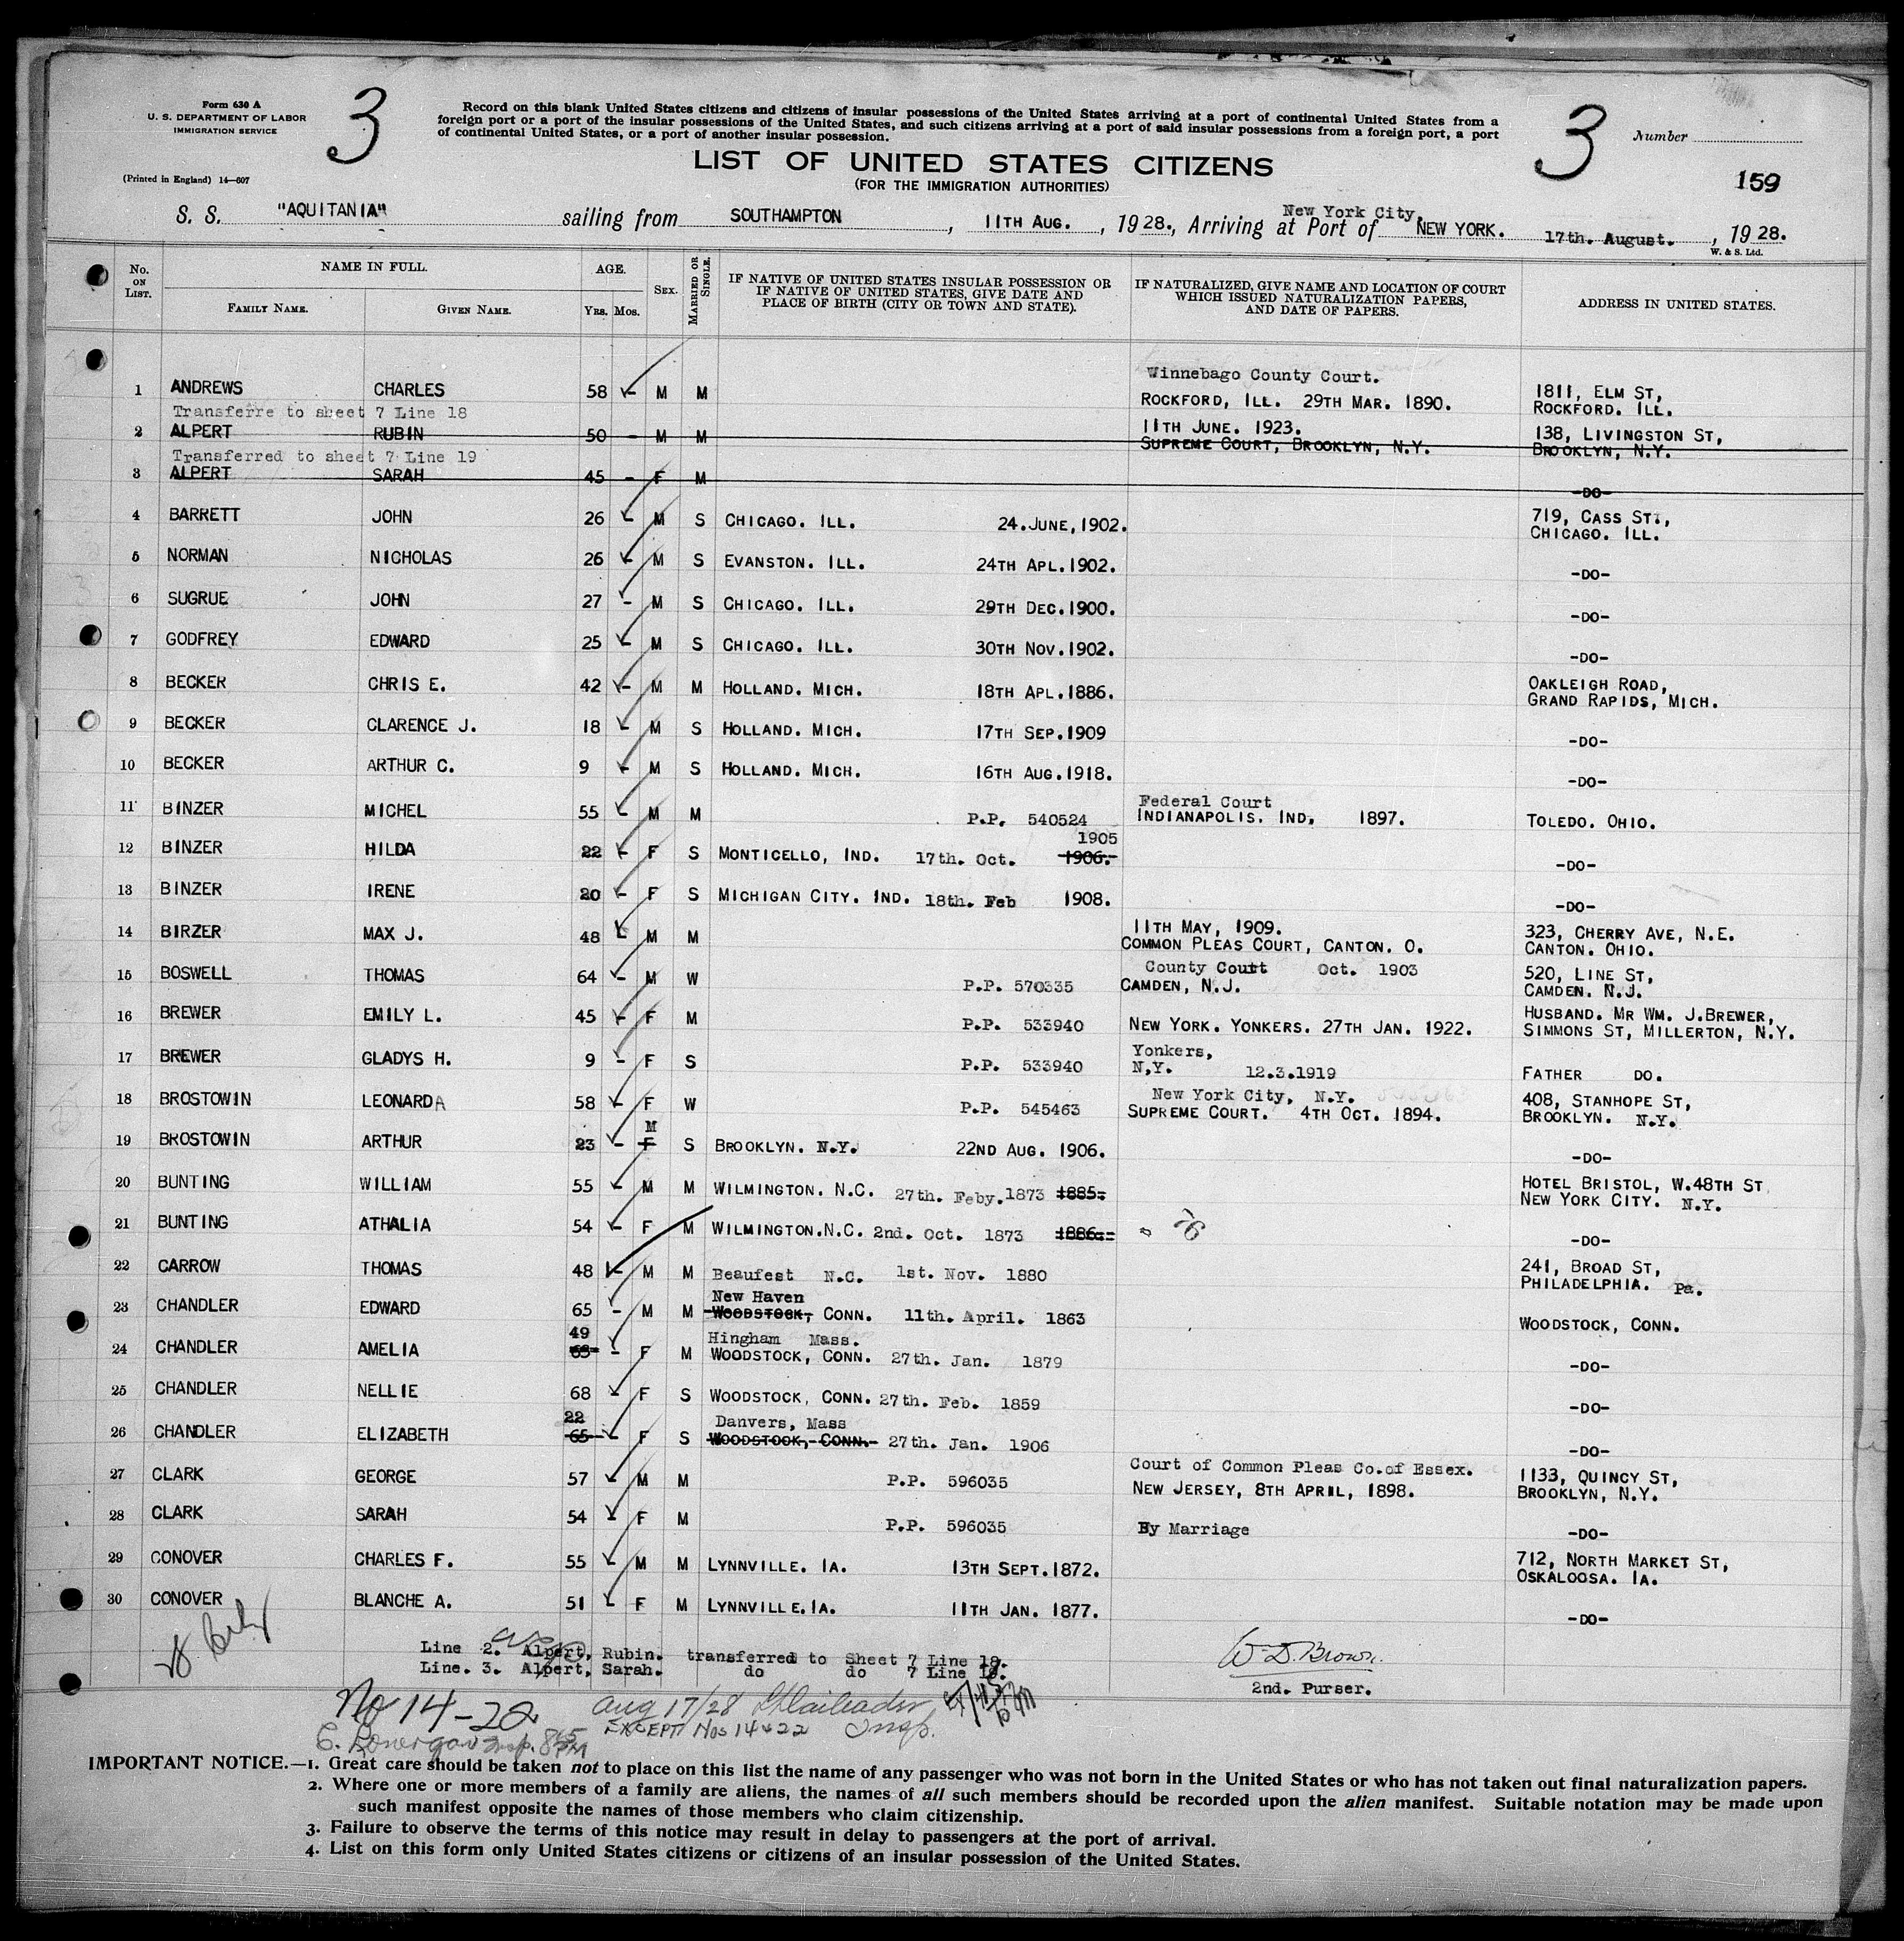 Form 630 A
U. S. DEPARTMENT OF LABOR
IMMIGRATION SERVICE
(Printed in England) 14—607
3
Record on this blank United States citizens and citizens of insular possessions of the United States arriving at a port of continental United States from a
foreign port or a port of the insular possessions of the United States, and such citizens arriving at a port of said insular possessions from a foreign port, a port
of continental United States, or a port of another insular possession.
3
Number
159
LIST OF UNITED STATES CITIZENS
(FOR THE IMMIGRATION AUTHORITIES)
S. S. "AQUITANIA" sailing from SOUTHAMPTON, 11TH AUG., 1928., Arriving at Port of New York City, NEW YORK. 17th. August., 1928.
W. & S. Ltd.
No. ON LIST. NAME IN FULL. FAMILY NAME. GIVEN NAME. AGE. YRS. MOS. SEX. MARRIED OR SINGLE. IF NATIVE OF UNITED STATES INSULAR POSSESSION OR IF NATIVE OF UNITED STATES, GIVE DATE AND PLACE OF BIRTH (CITY OR TOWN AND STATE). IF NATURALIZED, GIVE NAME AND LOCATION OF COURT WHICH ISSUED NATURALIZATION PAPERS, AND DATE OF PAPERS. ADDRESS IN UNITED STATES.
Winnebago County Court.
1 ANDREWS CHARLES 58 - M M ROCKFORD, ILL. 29TH MAR. 1890. 1811, ELM ST, ROCKFORD. ILL.
Transferre to sheet 7 Line 18
2 ALPERT RUBIN 50 - M M 11TH JUNE. 1923. SUPREME COURT, BROOKLYN, N.Y. 138, LIVINGSTON ST, BROOKLYN, N.Y.
Transferred to sheet 7 Line 19
3 ALPERT SARAH 45 - F M -DO-
4 BARRETT JOHN 26 - M S CHICAGO. ILL. 24.JUNE,1902. 719, CASS ST., CHICAGO. ILL.
5 NORMAN NICHOLAS 26 - M S EVANSTON. ILL. 24TH APL.1902. -DO-
6 SUGRUE JOHN 27 - M S CHICAGO. ILL. 29TH DEC.1900. -DO-
7 GODFREY EDWARD 25 - M S CHICAGO. ILL. 30TH NOV.1902. -DO-
8 BECKER CHRIS E. 42 - M M HOLLAND. MICH. 18TH APL.1886. OAKLEIGH ROAD, GRAND RAPIDS, MICH.
9 BECKER CLARENCE J. 18 - M S HOLLAND. MICH. 17TH SEP.1909 -DO-
10 BECKER ARTHUR C. 9 - M S HOLLAND. MICH. 16TH AUG.1918. -DO-
11 BINZER MICHEL 55 - M M P.P. 540524 Federal Court INDIANAPOLIS. IND. 1897. TOLEDO. OHIO.
1905
12 BINZER HILDA 22 - F S MONTICELLO, IND. 17th. Oct. 1906. -DO-
13 BINZER IRENE 20 - F S MICHIGAN CITY. IND. 18th. Feb 1908. -DO-
14 BIRZER MAX J. 48 - M M 11TH MAY, 1909. COMMON PLEAS COURT, CANTON. O. 323, CHERRY AVE, N.E. CANTON. OHIO.
15 BOSWELL THOMAS 64 - M W P.P. 570335 County Court Oct. 1903 CAMDEN, N.J. 520, LINE ST, CAMDEN. N.J.
16 BREWER EMILY L. 45 - F M P.P. 533940 NEW YORK. YONKERS. 27TH JAN. 1922. HUSBAND. MR WM. J.BREWER, SIMMONS ST, MILLERTON, N.Y.
17 BREWER GLADYS H. 9 - F S P.P. 533940 Yonkers, N.Y. 12.3.1919 FATHER DO.
18 BROSTOWIN LEONARDA 58 - F W P.P. 545463 New York City, N.Y. SUPREME COURT. 4TH OCT. 1894. 408, STANHOPE ST, BROOKLYN. N.Y.
M
19 BROSTOWIN ARTHUR 23 - F S BROOKLYN. N.Y. 22ND AUG. 1906. -DO-
20 BUNTING WILLIAM 55 - M M WILMINGTON. N.C. 27th. Feby. 1873 1885. HOTEL BRISTOL, W.48TH ST NEW YORK CITY. N.Y.
21 BUNTING ATHALIA 54 - F M WILMINGTON.N.C. 2nd. Oct. 1873 1886. -DO-
22 CARROW THOMAS 48 - M M Beaufest N.C. 1st. Nov. 1880 241, BROAD ST, PHILADELPHIA. Pa.
New Haven
23 CHANDLER EDWARD 65 - M M WOODSTOCK, CONN. 11th. April. 1863 WOODSTOCK, CONN.
49 Hingham Mass.
24 CHANDLER AMELIA 65 - F M WOODSTOCK, CONN. 27th. Jan. 1879 -DO-
25 CHANDLER NELLIE 68 - F S WOODSTOCK, CONN. 27th. Feb. 1859 -DO-
22 Danvers, Mass
26 CHANDLER ELIZABETH 65 - F S WOODSTOCK, CONN. 27th. Jan. 1906 -DO-
27 CLARK GEORGE 57 - M M P.P. 596035 Court of Common Pleas Co.of Essex. NEW JERSEY, 8TH APRIL, 1898. 1133, QUINCY ST, BROOKLYN, N.Y.
28 CLARK SARAH 54 - F M P.P. 596035 By Marriage -DO-
29 CONOVER CHARLES F. 55 - M M LYNNVILLE. IA. 13TH SEPT.1872. 712, NORTH MARKET ST, OSKALOOSA. IA.
30 CONOVER BLANCHE A. 51 - F M LYNNVILLE.IA. 11TH JAN. 1877. -DO-
Line 2. Alpert, Rubin. transferred to Sheet 7 Line 18.
Line. 3. Alpert, Sarah. do do 7 Line 19.
W D. Brown.
2nd. Purser.
No 14-22
Aug 17/28
EXCEPT Nos 14 & 22 Insp.
IMPORTANT NOTICE.—1. Great care should be taken not to place on this list the name of any passenger who was not born in the United States or who has not taken out final naturalization papers.
2. Where one or more members of a family are aliens, the names of all such members should be recorded upon the alien manifest. Suitable notation may be made upon
such manifest opposite the names of those members who claim citizenship.
3. Failure to observe the terms of this notice may result in delay to passengers at the port of arrival.
4. List on this form only United States citizens or citizens of an insular possession of the United States.